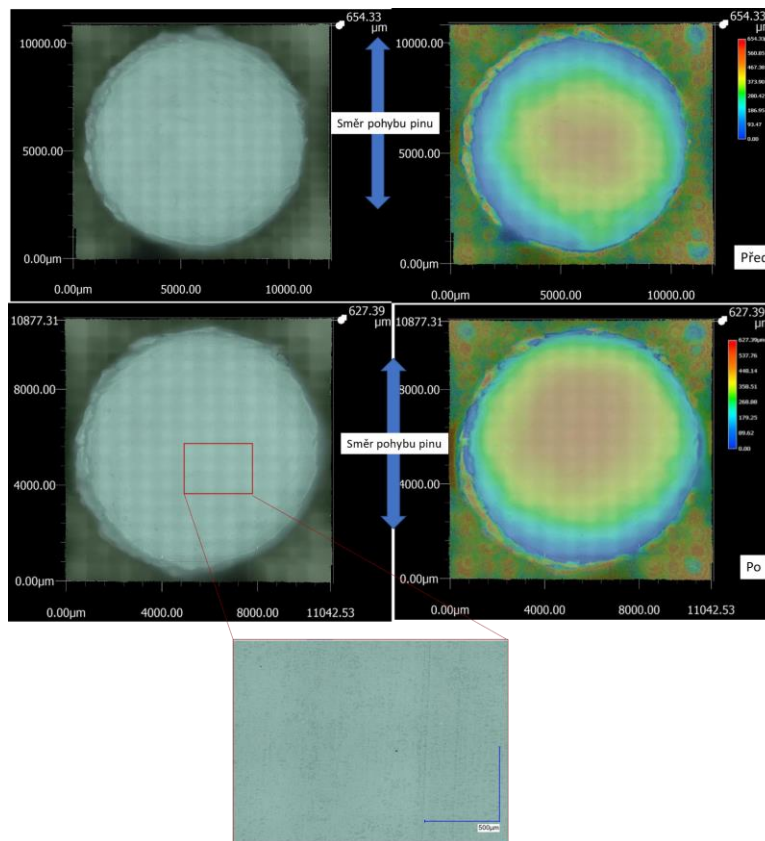 654.33
µm
10000.00
5000.00
0.00µm
0.00µm
5000.00
10000.00
Směr pohybu pinu
654.33
µm
10000.00
5000.00
0.00µm
0.00µm
5000.00
10000.00
654.33
560.85
467.38
373.90
280.42
186.95
93.47
0.00
Před
627.39
µm
10877.31
8000.00
4000.00
0.00µm
0.00µm
4000.00
8000.00
11042.53
Směr pohybu pinu
627.39
µm
10877.31
8000.00
4000.00
0.00µm
0.00µm
4000.00
8000.00
11042.53
627.39µm
537.76
448.14
358.51
268.88
179.25
89.62
0.00
Po
500µm